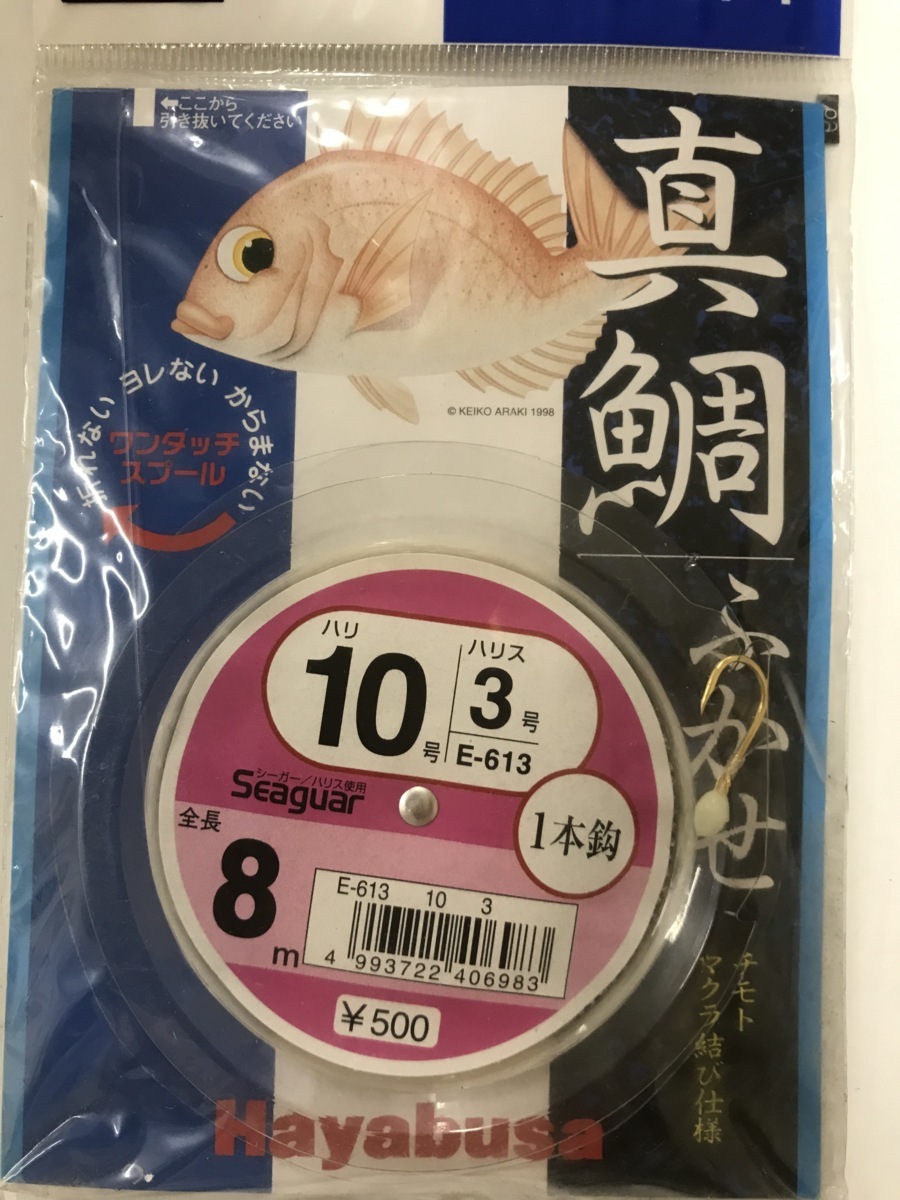 ⬅ここから
引き抜いてください
真鯛
ふかせ
© KEIKO ARAKI 1998
ヨレない
からまない
ワンタッチ
スプール
ハリ
10号
ハリス
3号
E-613
シーガー/ハリス使用
Seaguar
1本鈎
全長
8m
E-613 10 3
4 993722 406983
¥500
チモト
マクラ結び仕様
Hayabusa